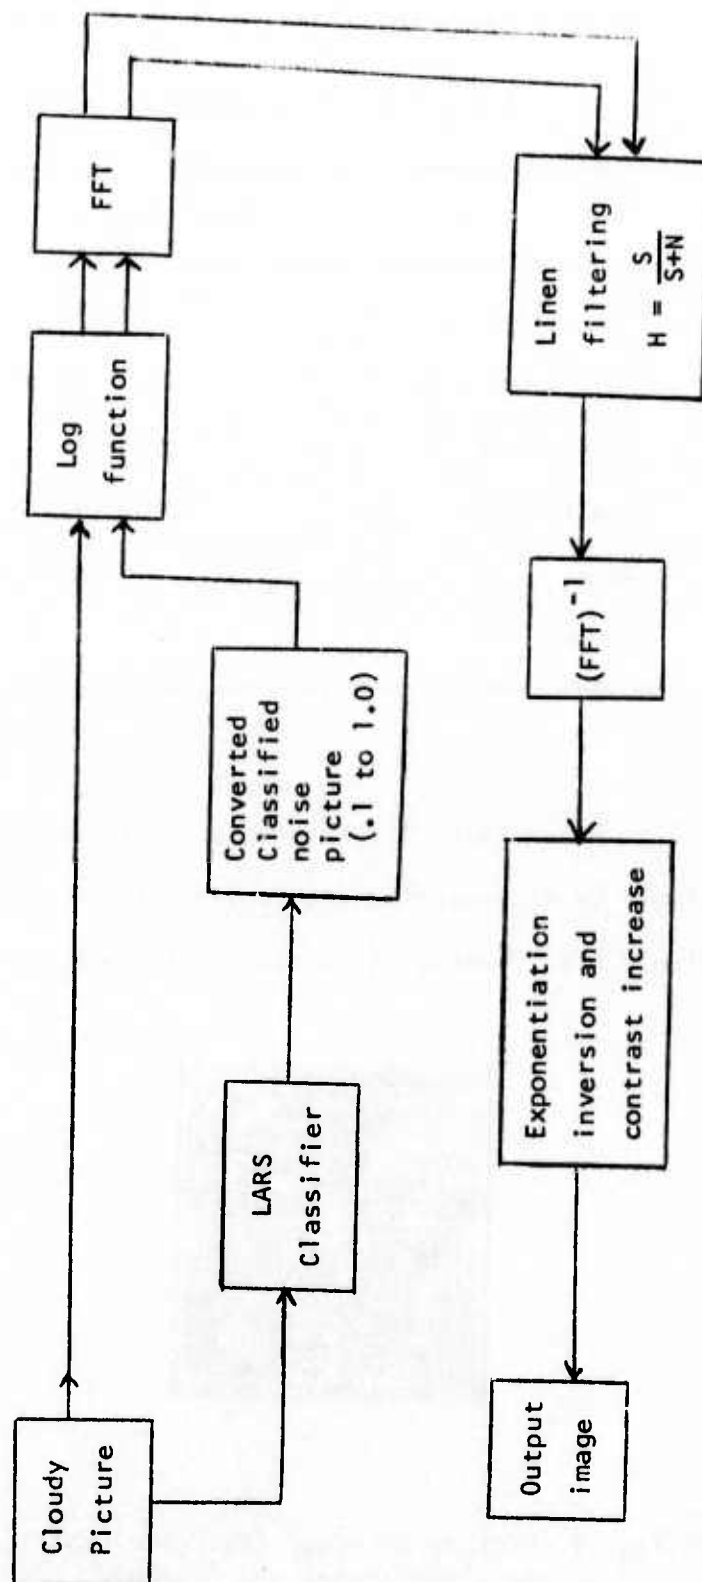 Cloudy
Picture
LARS
Classifier
Converted
Ciassified
noise
picture
(.1 to 1.0)
Log
function
FFT
Linen
filtering
H = S/S+N
(FFT)⁻¹
Exponentiation
inversion and
contrast increase
Output
image